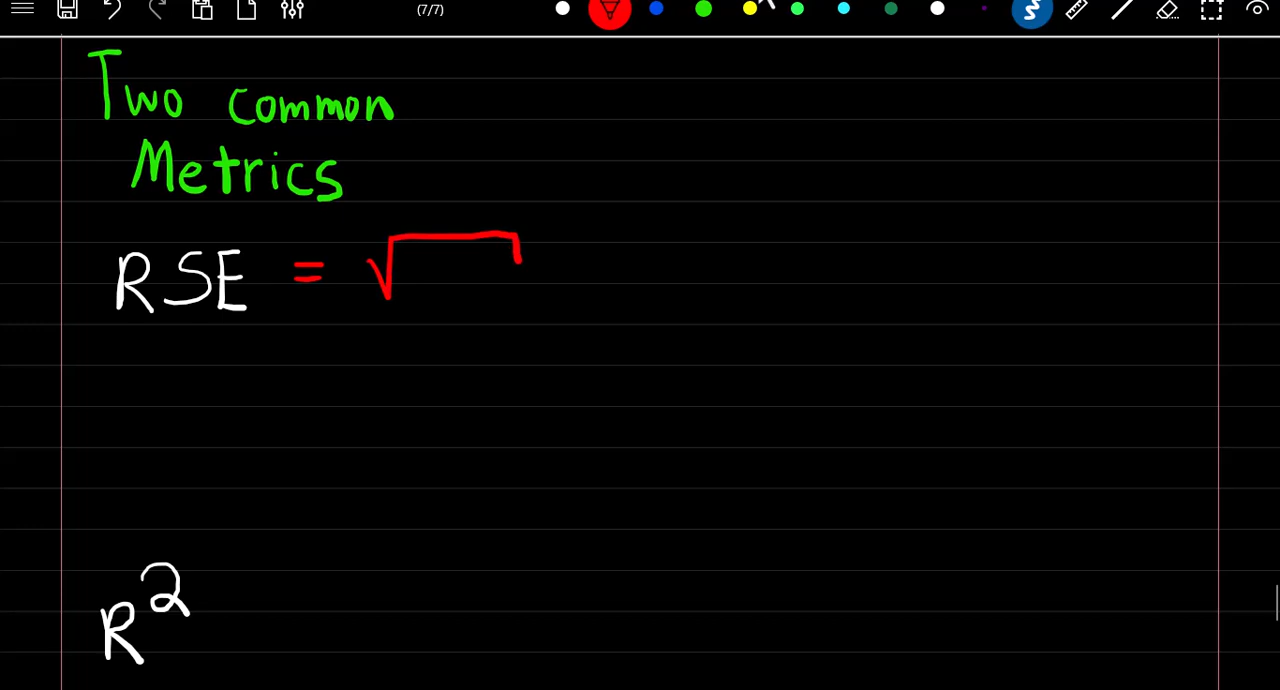 (7/7)
Two common
Metrics
RSE = √
R²